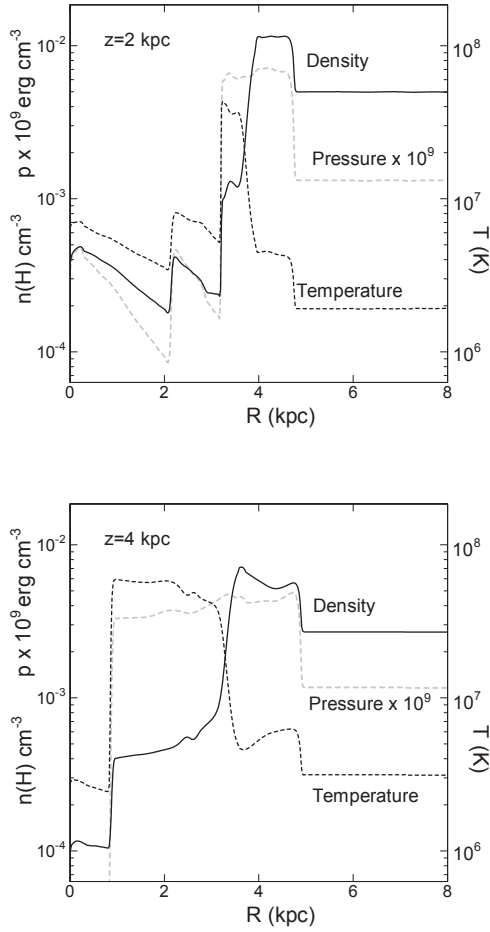 z=2 kpc
10⁻²
10⁻³
10⁻⁴
n(H) cm⁻³ p x 10⁹ erg cm⁻³
Density
Pressure x 10⁹
Temperature
10⁸
10⁷
10⁶
T (K)
0 2 4 6 8
R (kpc)
z=4 kpc
10⁻²
10⁻³
10⁻⁴
n(H) cm⁻³ p x 10⁹ erg cm⁻³
Density
Pressure x 10⁹
Temperature
10⁸
10⁷
10⁶
T (K)
0 2 4 6 8
R (kpc)